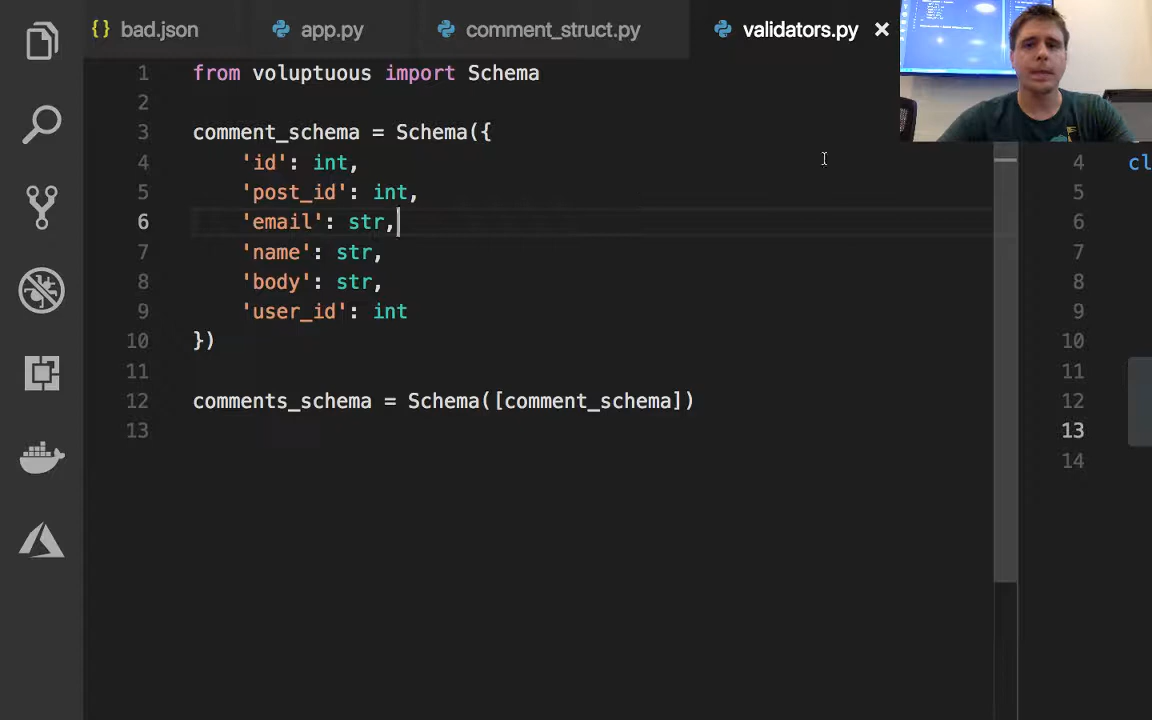 bad.json app.py comment_struct.py validators.py
1 from voluptuous import Schema
2
3 comment_schema = Schema({
4 'id': int,
5 'post_id': int,
6 'email': str,
7 'name': str,
8 'body': str,
9 'user_id': int
10 })
11
12 comments_schema = Schema([comment_schema])
13
4 cl
5
6
7
8
9
10
11
12
13
14